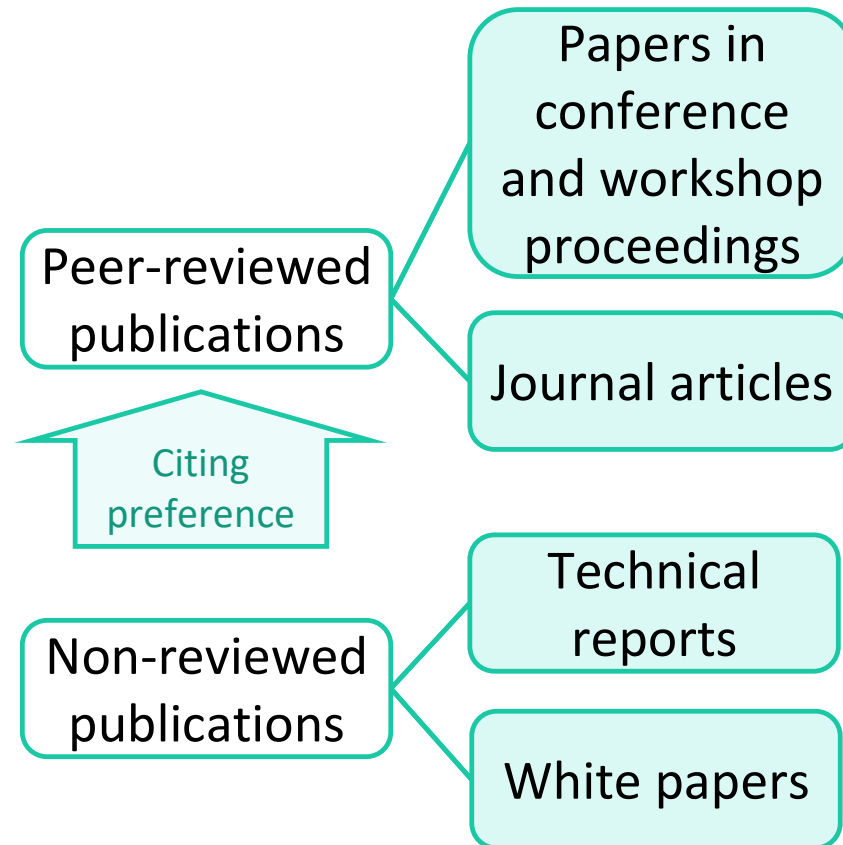 Papers in
conference
and workshop
proceedings
Peer-reviewed
publications
Journal articles
Citing
preference
Technical
reports
Non-reviewed
publications
White papers